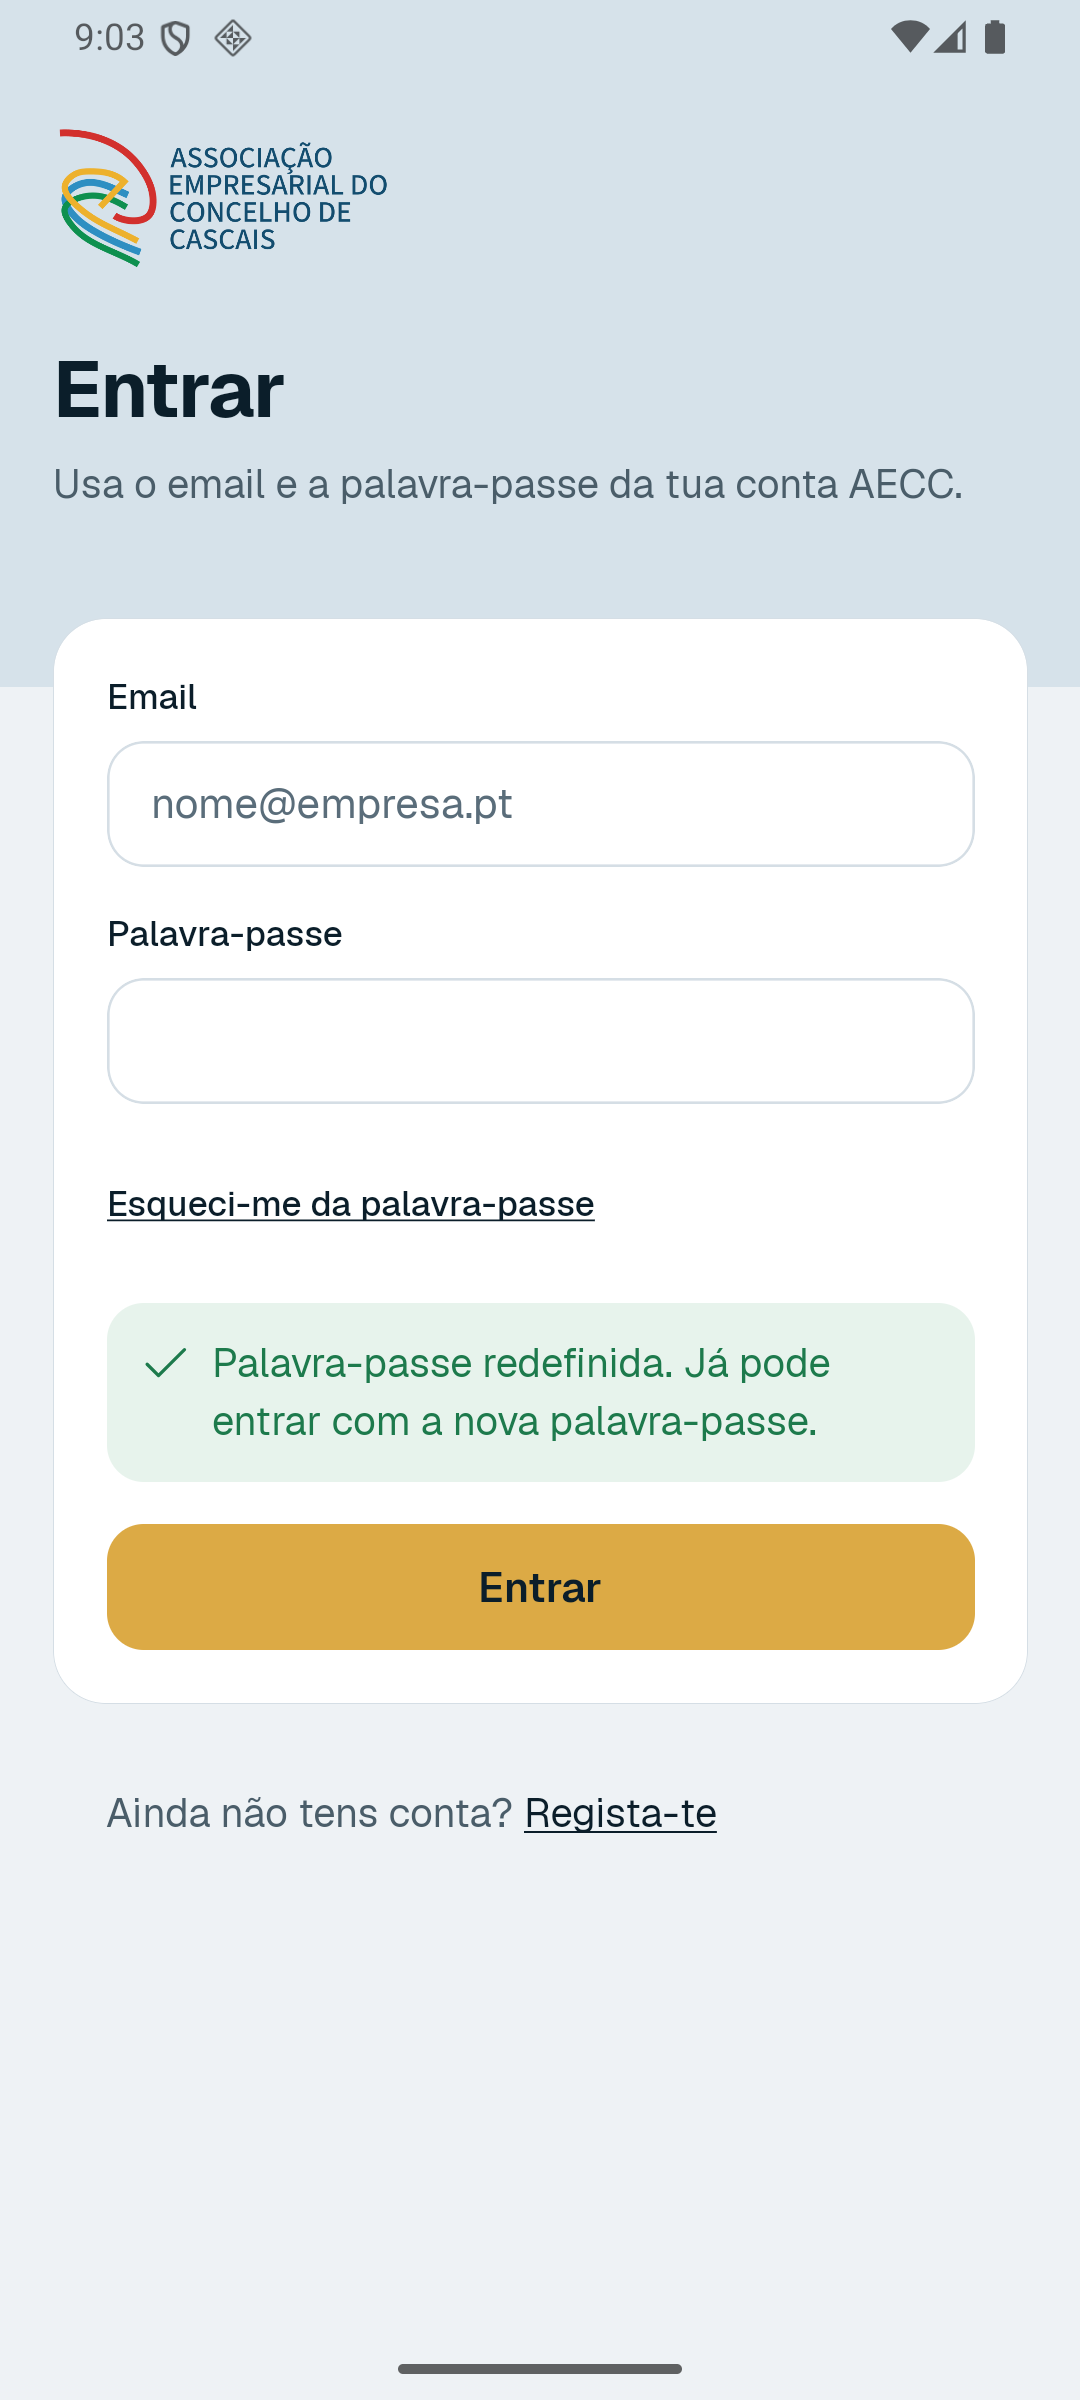 9:03
ASSOCIAÇÃO
EMPRESARIAL DO
CONCELHO DE
CASCAIS
Entrar
Usa o email e a palavra-passe da tua conta AECC.
Email
nome@empresa.pt
Palavra-passe
Esqueci-me da palavra-passe
Palavra-passe redefinida. Já pode
entrar com a nova palavra-passe.
Entrar
Ainda não tens conta? Regista-te